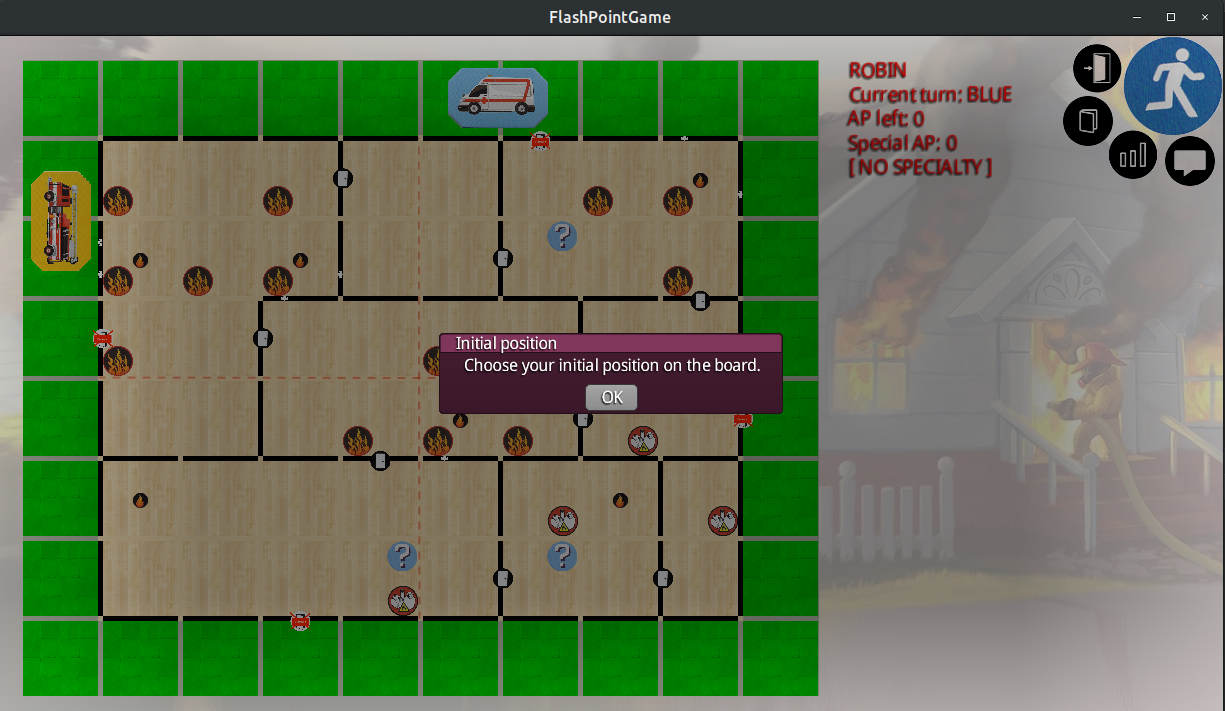 FlashPointGame
ROBIN
Current turn: BLUE
AP left: 0
Special AP: 0
[ NO SPECIALTY ]
?
Initial position
Choose your initial position on the board.
OK
?
?